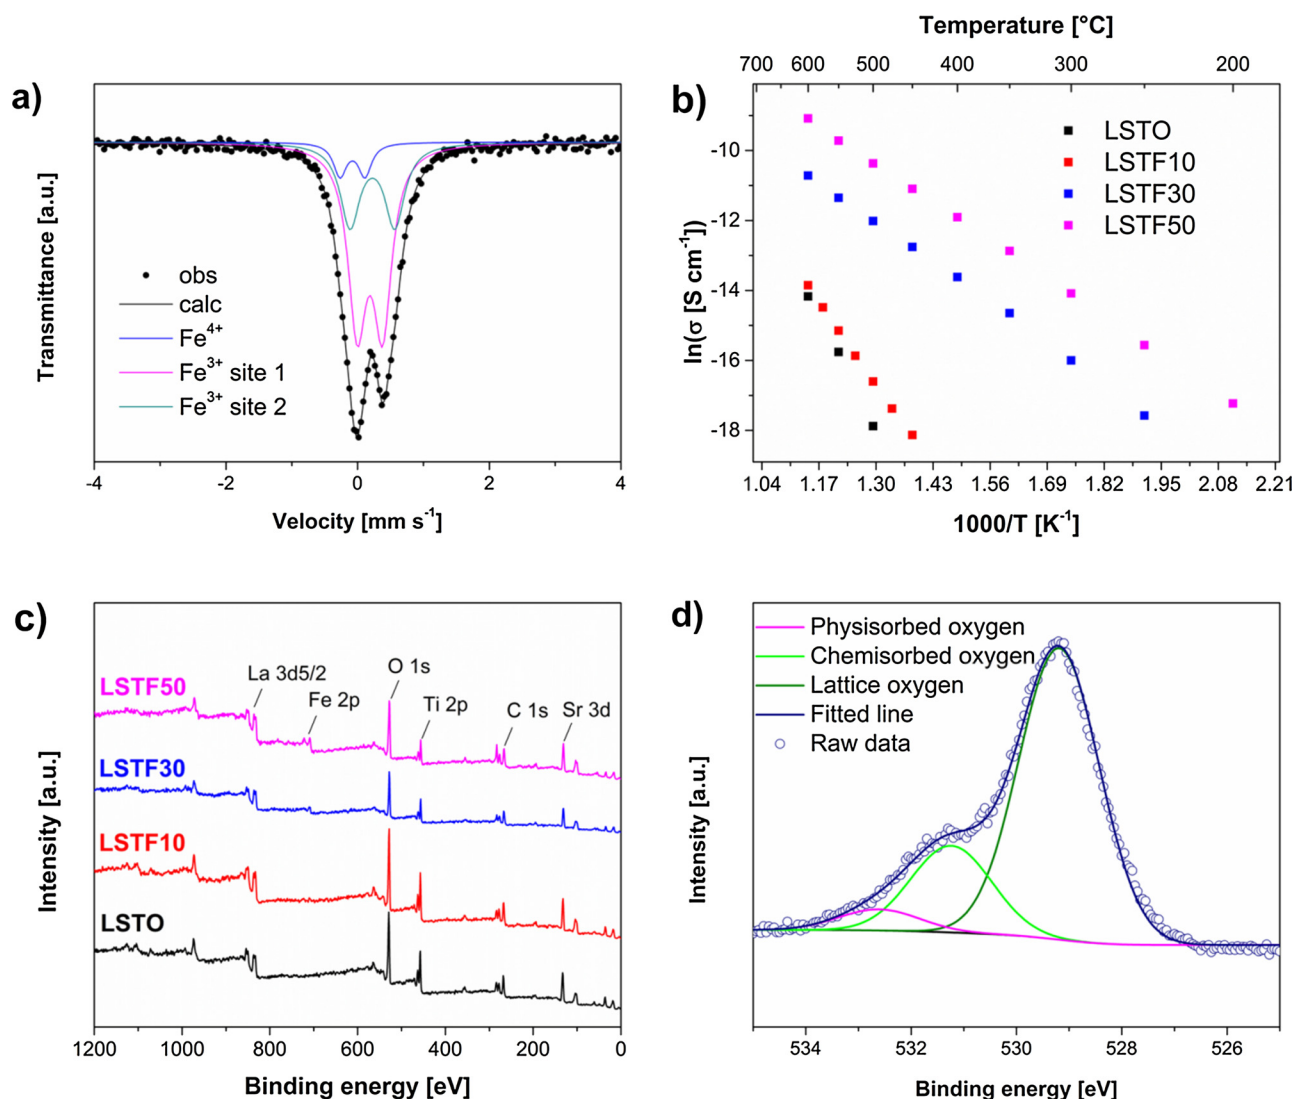 a)
Transmittance [a.u.]
obs
calc
Fe⁴⁺
Fe³⁺ site 1
Fe³⁺ site 2
-4 -2 0 2 4
Velocity [mm s⁻¹]
b)
Temperature [°C]
700 600 500 400 300 200
ln(σ [S cm⁻¹])
-10
-12
-14
-16
-18
LSTO
LSTF10
LSTF30
LSTF50
1.04 1.17 1.30 1.43 1.56 1.69 1.82 1.95 2.08 2.21
1000/T [K⁻¹]
c)
Intensity [a.u.]
LSTF50
LSTF30
LSTF10
LSTO
La 3d5/2
Fe 2p
O 1s
Ti 2p
C 1s
Sr 3d
1200 1000 800 600 400 200 0
Binding energy [eV]
d)
Intensity [a.u.]
Physisorbed oxygen
Chemisorbed oxygen
Lattice oxygen
Fitted line
Raw data
534 532 530 528 526
Binding energy [eV]